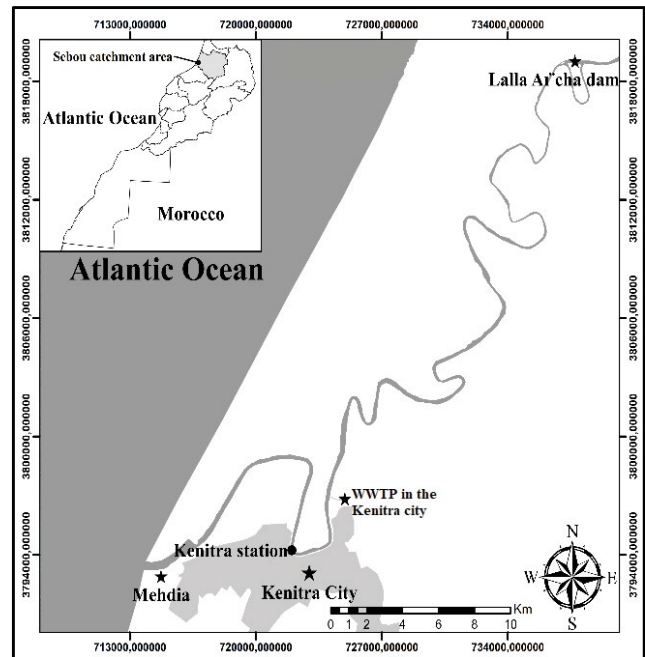 713000,000000 720000,000000 727000,000000 734000,000000
Sebou catchment area
Atlantic Ocean
Morocco
Atlantic Ocean
Lalla Ar"cha dam
WWTP in the
Kenitra city
Kenitra station
Kenitra City
Mehdia
N
W E
S
0 1 2 4 6 8 10 Km
3818000,000000
3812000,000000
3806000,000000
3800000,000000
3794000,000000
3818000,000000
3812000,000000
3806000,000000
3800000,000000
3794000,000000
713000,000000 720000,000000 727000,000000 734000,000000